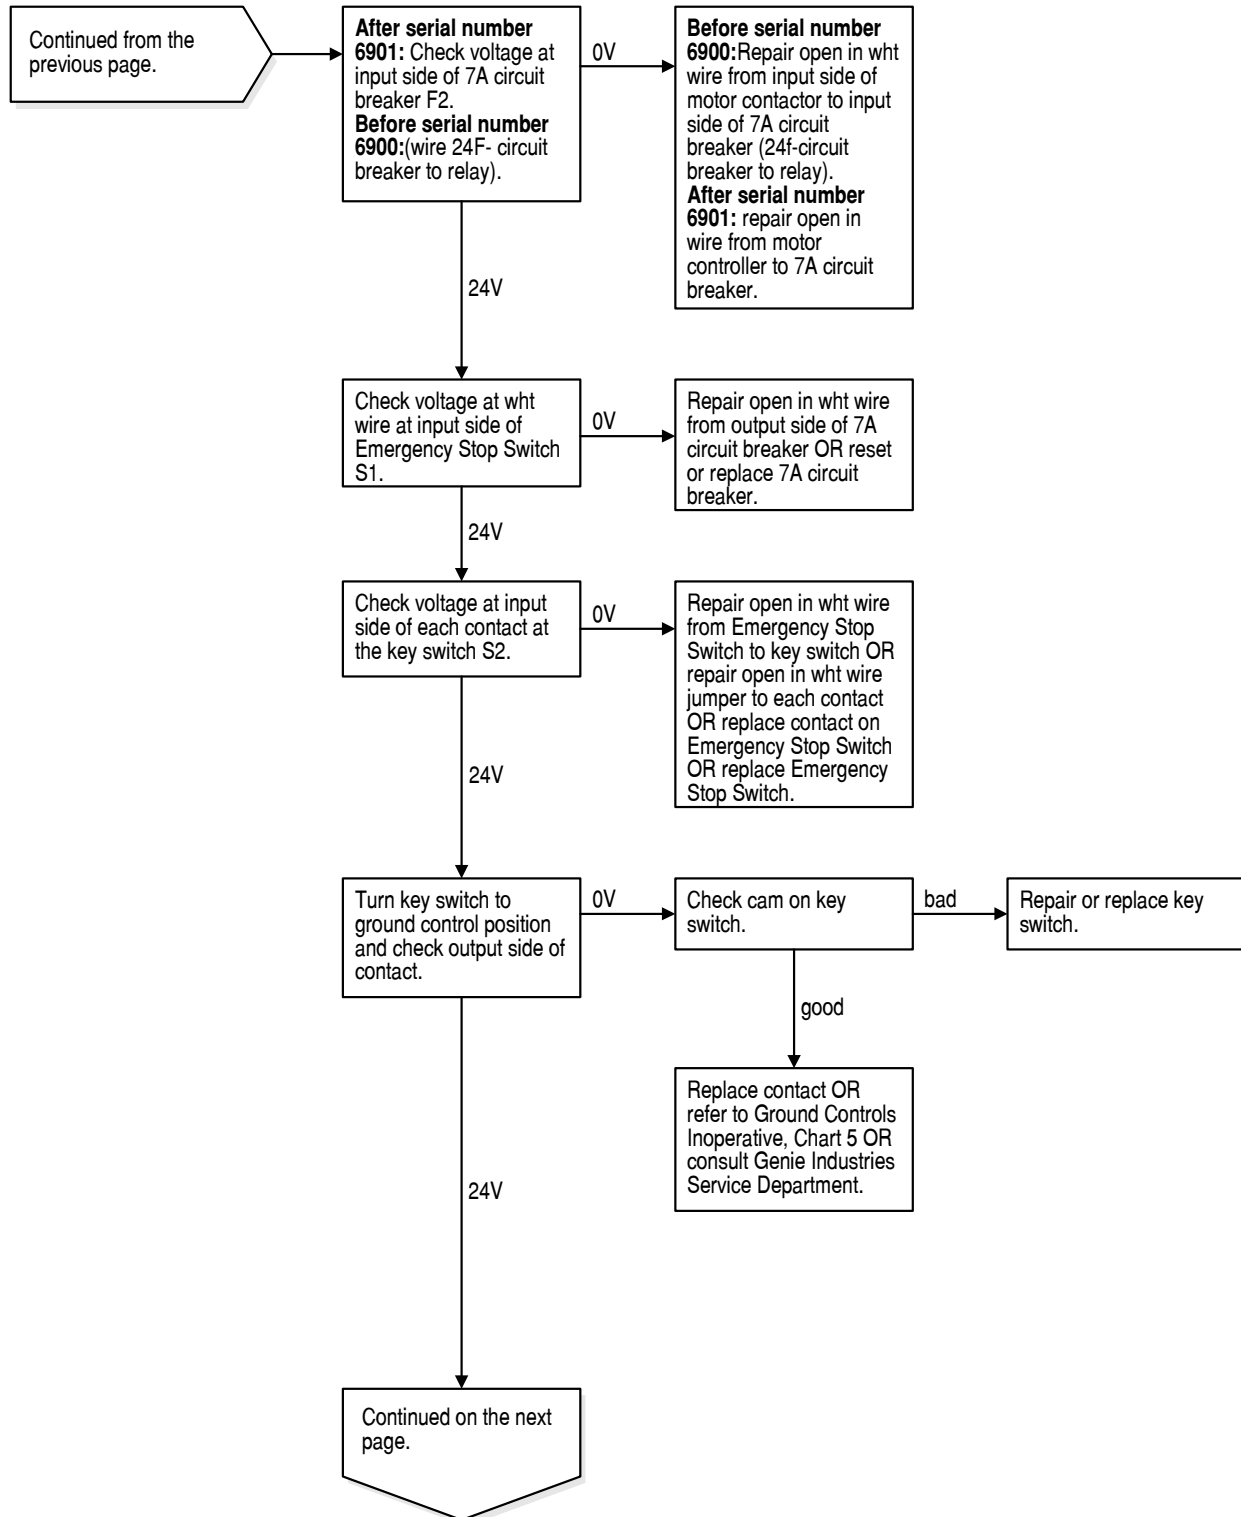 Continued from the
previous page.
After serial number
6901: Check voltage at
input side of 7A circuit
breaker F2.
Before serial number
6900:(wire 24F- circuit
breaker to relay).
0V
Before serial number
6900:Repair open in wht
wire from input side of
motor contactor to input
side of 7A circuit
breaker (24f-circuit
breaker to relay).
After serial number
6901: repair open in
wire from motor
controller to 7A circuit
breaker.
24V
Check voltage at wht
wire at input side of
Emergency Stop Switch
S1.
0V
Repair open in wht wire
from output side of 7A
circuit breaker OR reset
or replace 7A circuit
breaker.
24V
Check voltage at input
side of each contact at
the key switch S2.
0V
Repair open in wht wire
from Emergency Stop
Switch to key switch OR
repair open in wht wire
jumper to each contact
OR replace contact on
Emergency Stop Switch
OR replace Emergency
Stop Switch.
24V
Turn key switch to
ground control position
and check output side of
contact.
0V
Check cam on key
switch.
bad
Repair or replace key
switch.
good
Replace contact OR
refer to Ground Controls
Inoperative, Chart 5 OR
consult Genie Industries
Service Department.
24V
Continued on the next
page.